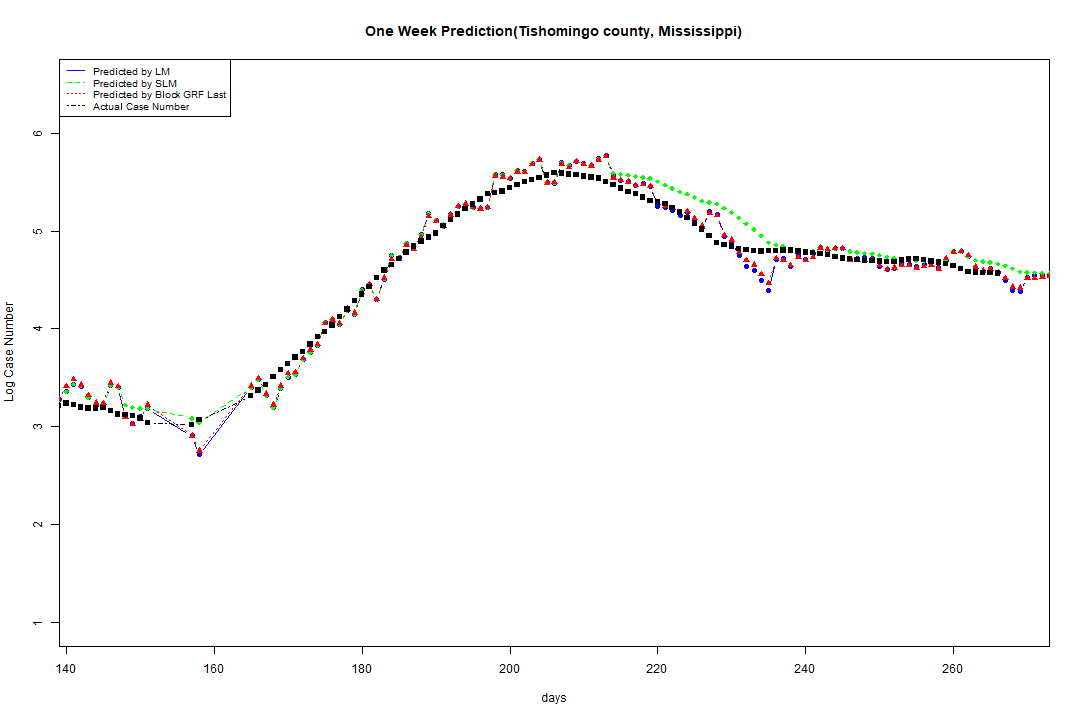 One Week Prediction(Tishomingo county, Mississippi)
Predicted by LM
Predicted by SLM
Predicted by Block GRF Last
Actual Case Number
6
5
4
3
2
1
Log Case Number
140 160 180 200 220 240 260
days